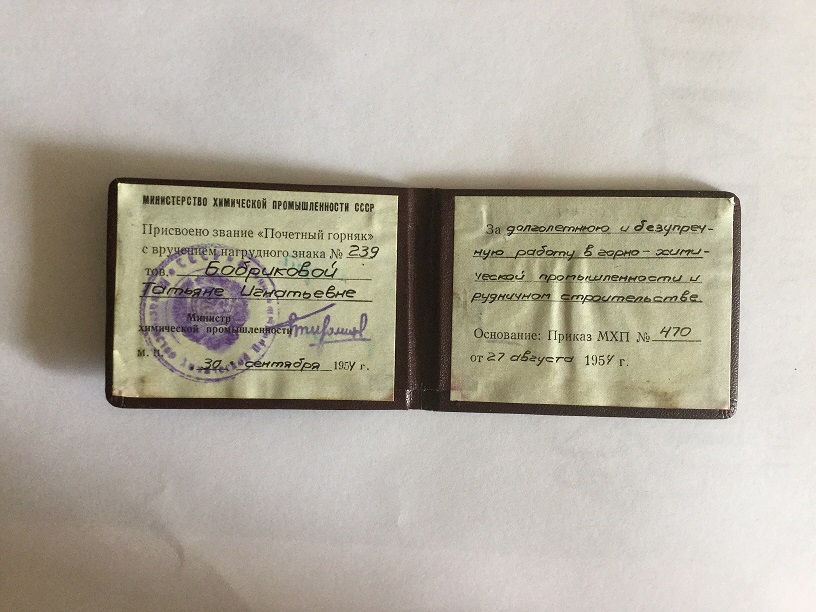 МИНИСТЕРСТВО ХИМИЧЕСКОЙ ПРОМЫШЛЕННОСТИ СССР
Присвоено звание «Почетный горняк»
с вручением нагрудного знака № 239
тов. Бобриковой
Татьяне Игнатьевне
Министр
химической промышленности
М. П. 30 сентября 1954 г.
За долголетнюю и безупреч-
ную работу в горно-хими-
ческой промышленности и
рудничном строительстве.
Основание: Приказ МХП № 470
от 27 августа 1954 г.